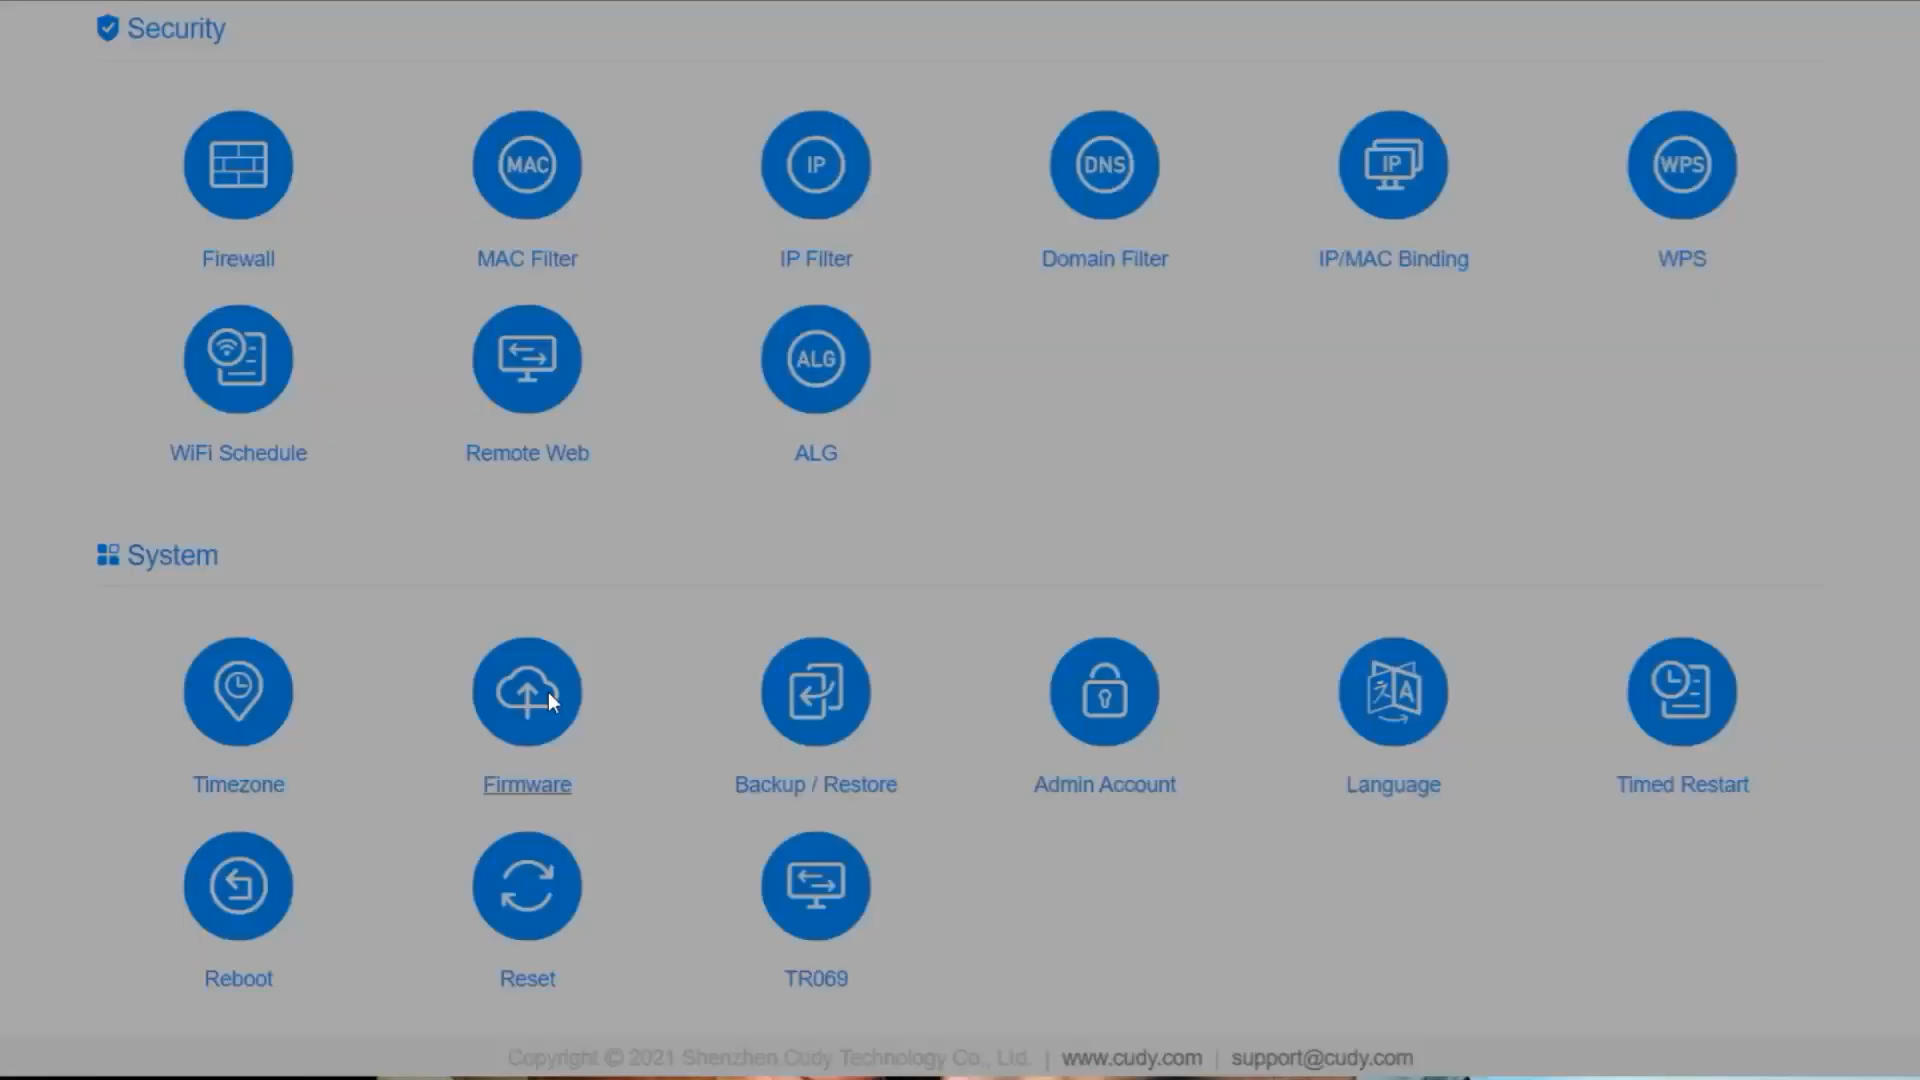 Security
MAC
IP
DNS
IP
WPS
Firewall
MAC Filter
IP Filter
Domain Filter
IP/MAC Binding
WPS
ALG
WiFi Schedule
Remote Web
ALG
System
A
Timezone
Firmware
Backup / Restore
Admin Account
Language
Timed Restart
Reboot
Reset
TR069
Copyright © 2021 Shenzhen Cudy Technology Co., Ltd. | www.cudy.com | support@cudy.com